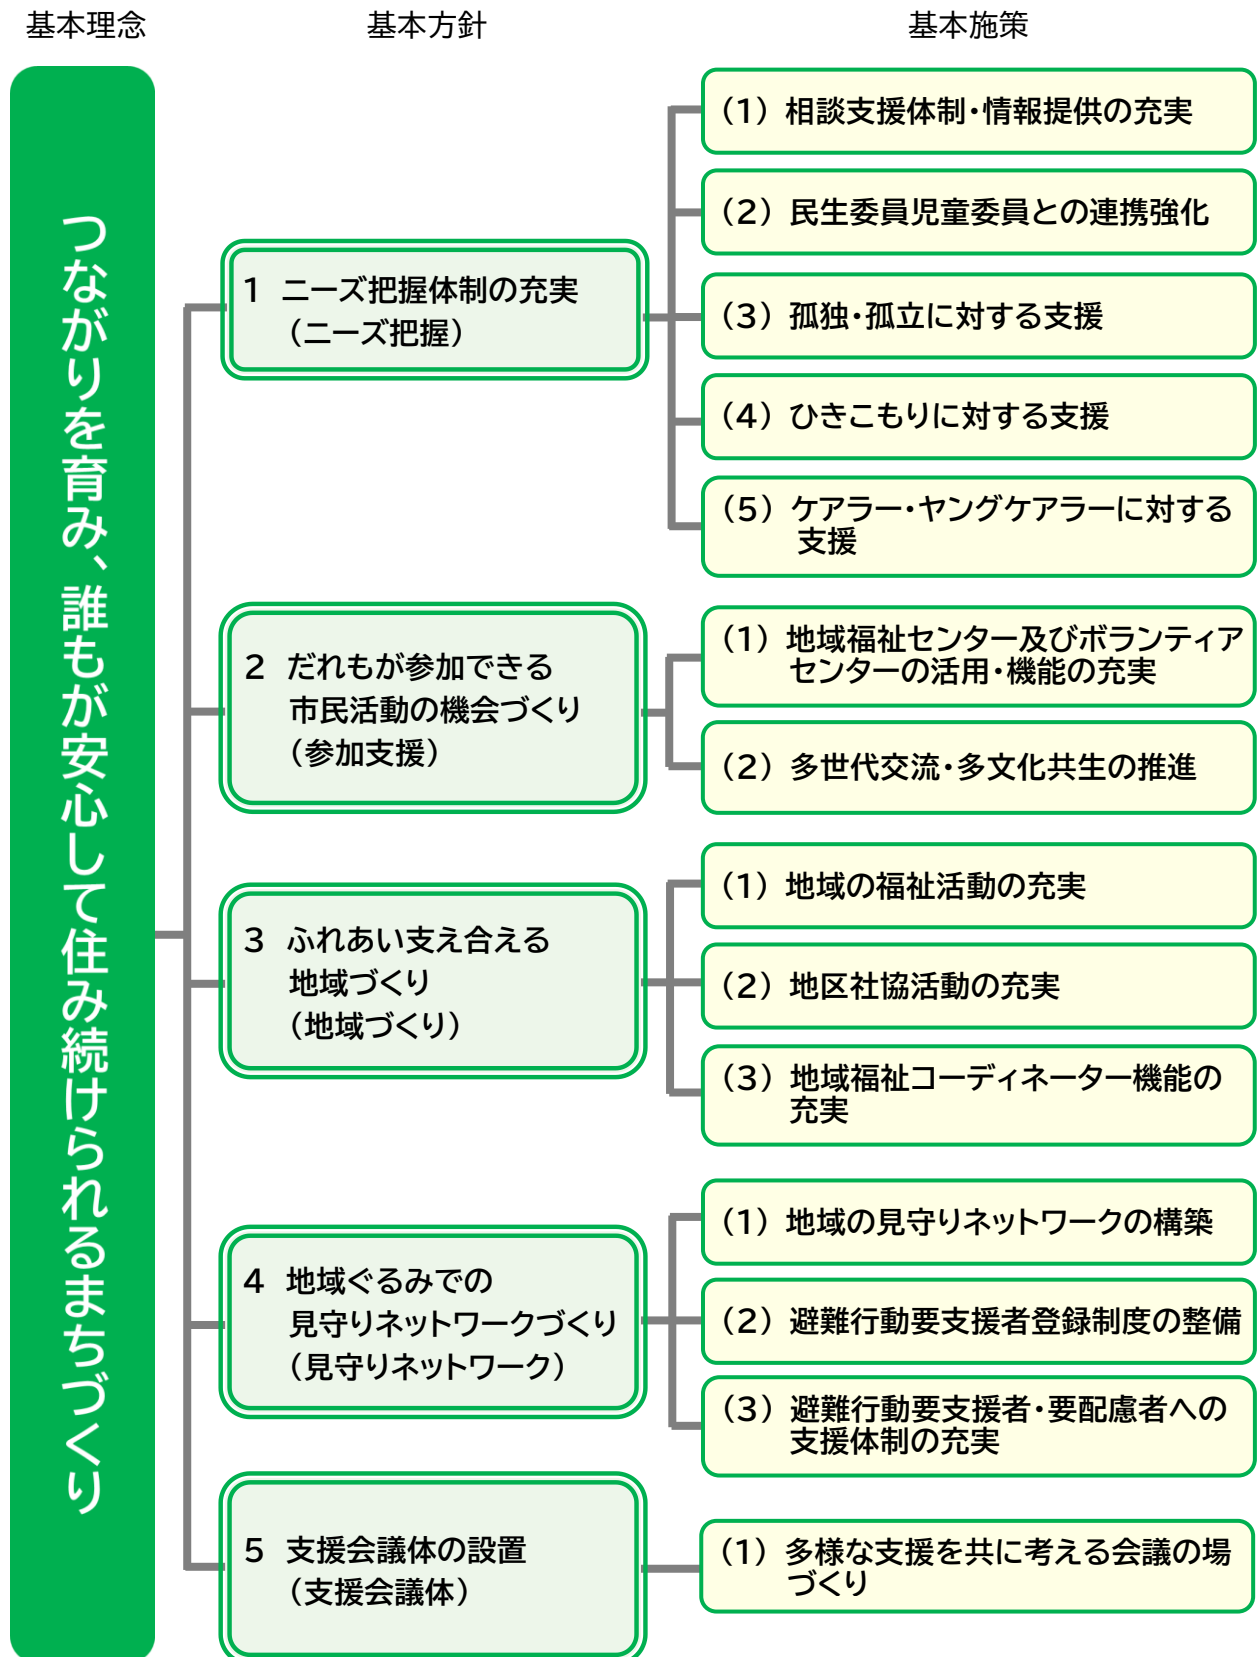 基本理念
基本方針
基本施策
つながりを育み、誰もが安心して住み続けられるまちづくり
1 ニーズ把握体制の充実
(ニーズ把握)
(1) 相談支援体制・情報提供の充実
(2) 民生委員児童委員との連携強化
(3) 孤独・孤立に対する支援
(4) ひきこもりに対する支援
(5) ケアラー・ヤングケアラーに対する
支援
2 だれもが参加できる
市民活動の機会づくり
(参加支援)
(1) 地域福祉センター及びボランティア
センターの活用・機能の充実
(2) 多世代交流・多文化共生の推進
3 ふれあい支え合える
地域づくり
(地域づくり)
(1) 地域の福祉活動の充実
(2) 地区社協活動の充実
(3) 地域福祉コーディネーター機能の
充実
4 地域ぐるみでの
見守りネットワークづくり
(見守りネットワーク)
(1) 地域の見守りネットワークの構築
(2) 避難行動要支援者登録制度の整備
(3) 避難行動要支援者・要配慮者への
支援体制の充実
5 支援会議体の設置
(支援会議体)
(1) 多様な支援を共に考える会議の場
づくり